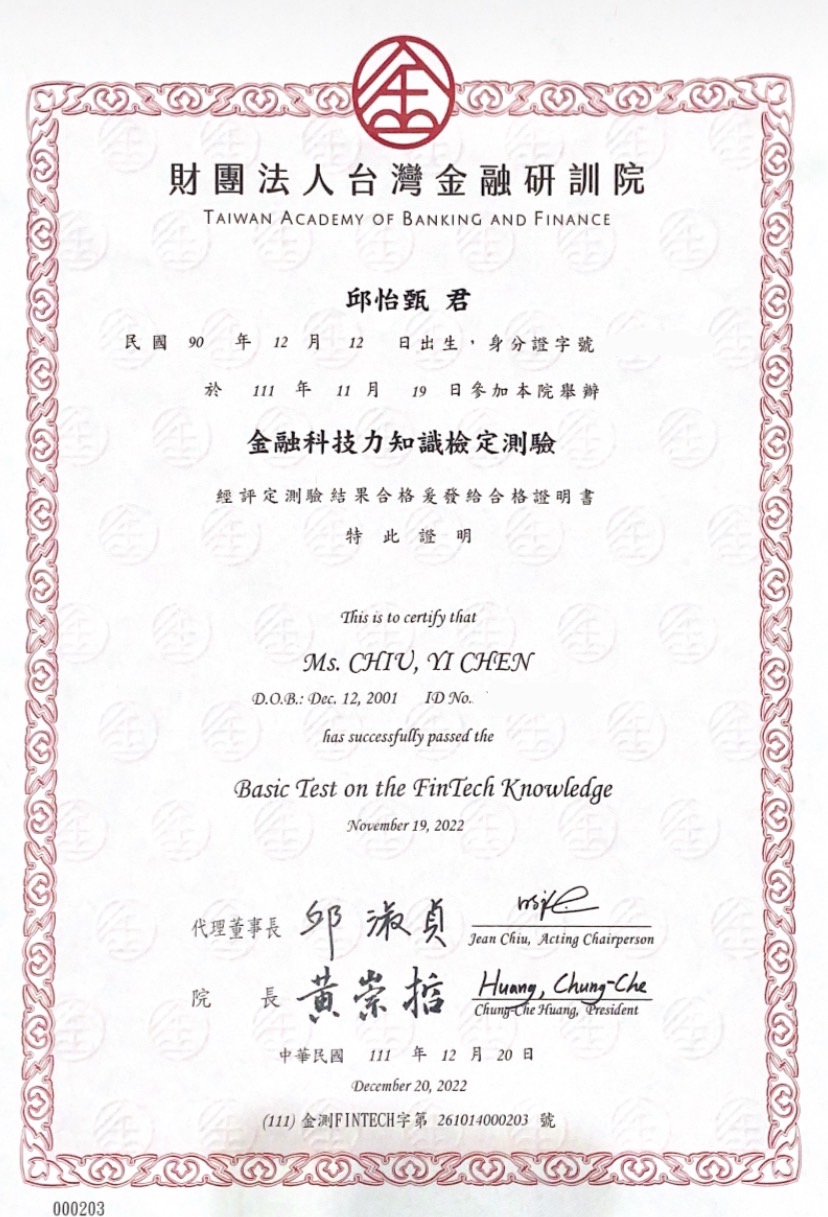 財團法人台灣金融研訓院
TAIWAN ACADEMY OF BANKING AND FINANCE
邱怡甄 君
民國 90 年 12 月 12 日出生，身分證字號
於 111 年 11 月 19 日參加本院舉辦
金融科技力知識檢定測驗
經評定測驗結果合格爰發給合格證明書
特此證明
This is to certify that
Ms. CHIU, YI CHEN
D.O.B.: Dec. 12, 2001 ID No.
has successfully passed the
Basic Test on the FinTech Knowledge
November 19, 2022
代理董事長 邱淑貞
Jean Chiu, Acting Chairperson
院長 黃崇哲 Huang, Chung-Che
Chung-Che Huang, President
中華民國 111 年 12 月 20 日
December 20, 2022
(111) 金測FINTECH字第 261014000203 號
000203